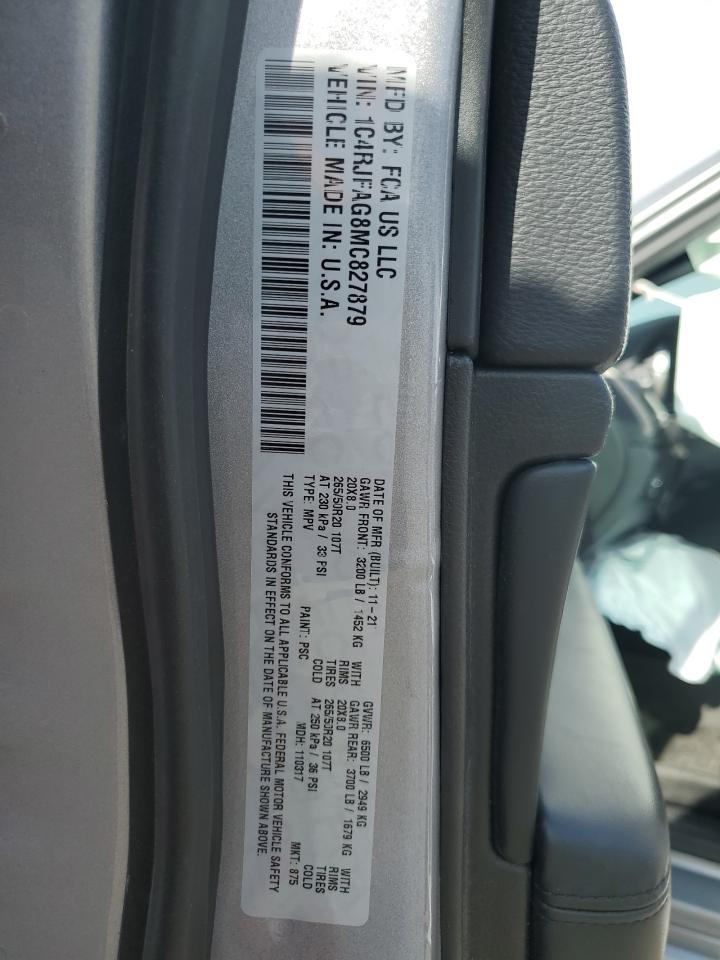 MFD BY: FCA US LLC
VIN: 1C4RJFAG8MC827879
VEHICLE MADE IN: U.S.A.
DATE OF MFR (BUILT): 11-21 GVWR: 6500 LB / 2949 KG
GAWR FRONT: 3200 LB / 1452 KG WITH GAWR REAR: 3700 LB / 1679 KG WITH
20X8.0 RIMS 20X8.0 RIMS
265/50R20 107T TIRES 265/50R20 107T TIRES
AT 230 kPa / 33 PSI COLD AT 250 kPa / 36 PSI COLD
TYPE: MPV PAINT: PSC MDH: 110317 MKT: 875
THIS VEHICLE CONFORMS TO ALL APPLICABLE U.S.A. FEDERAL MOTOR VEHICLE SAFETY
STANDARDS IN EFFECT ON THE DATE OF MANUFACTURE SHOWN ABOVE.